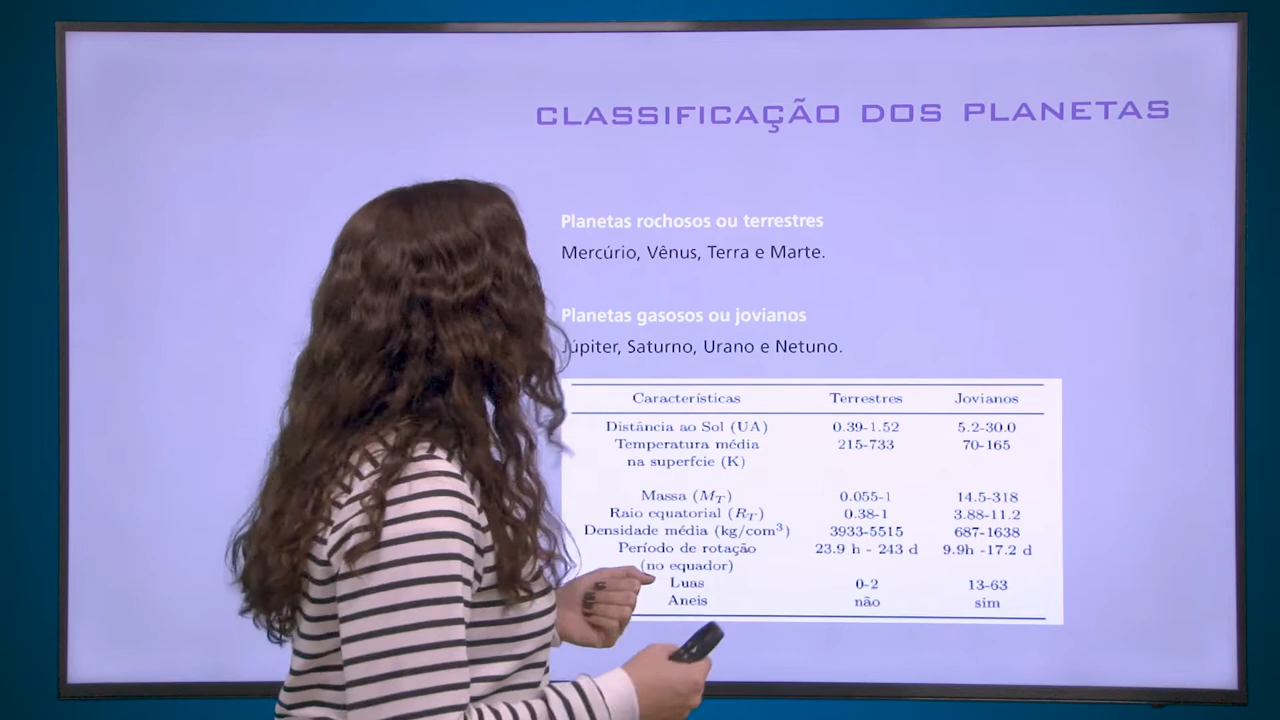 CLASSIFICAÇÃO DOS PLANETAS
Planetas rochosos ou terrestres
Mercúrio, Vênus, Terra e Marte.
Planetas gasosos ou jovianos
Júpiter, Saturno, Urano e Netuno.
Características Terrestres Jovianos
Distância ao Sol (UA) 0.39-1.52 5.2-30.0
Temperatura média 215-733 70-165
na superfcie (K)
Massa (M_T) 0.055-1 14.5-318
Raio equatorial (R_T) 0.38-1 3.88-11.2
Densidade média (kg/com³) 3933-5515 687-1638
Período de rotação 23.9 h - 243 d 9.9h -17.2 d
(no equador)
Luas 0-2 13-63
Aneis não sim